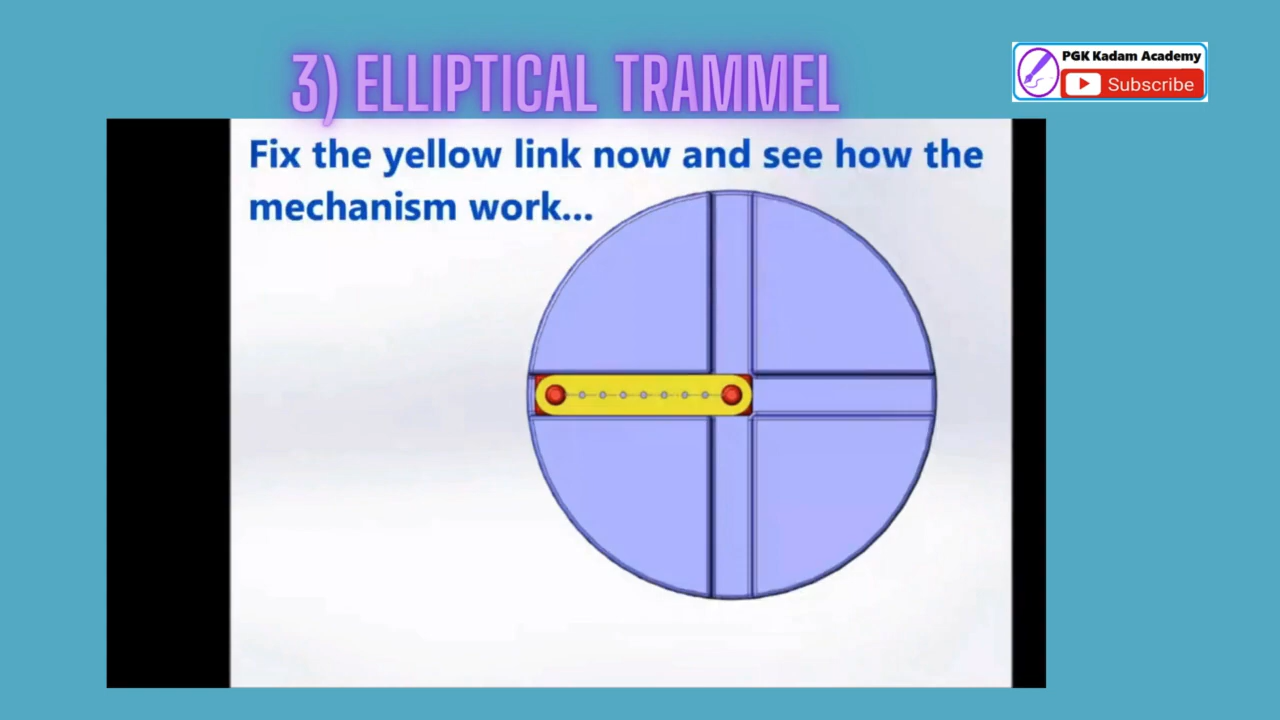 3) ELLIPTICAL TRAMMEL
PGK Kadam Academy
Subscribe
Fix the yellow link now and see how the
mechanism work...